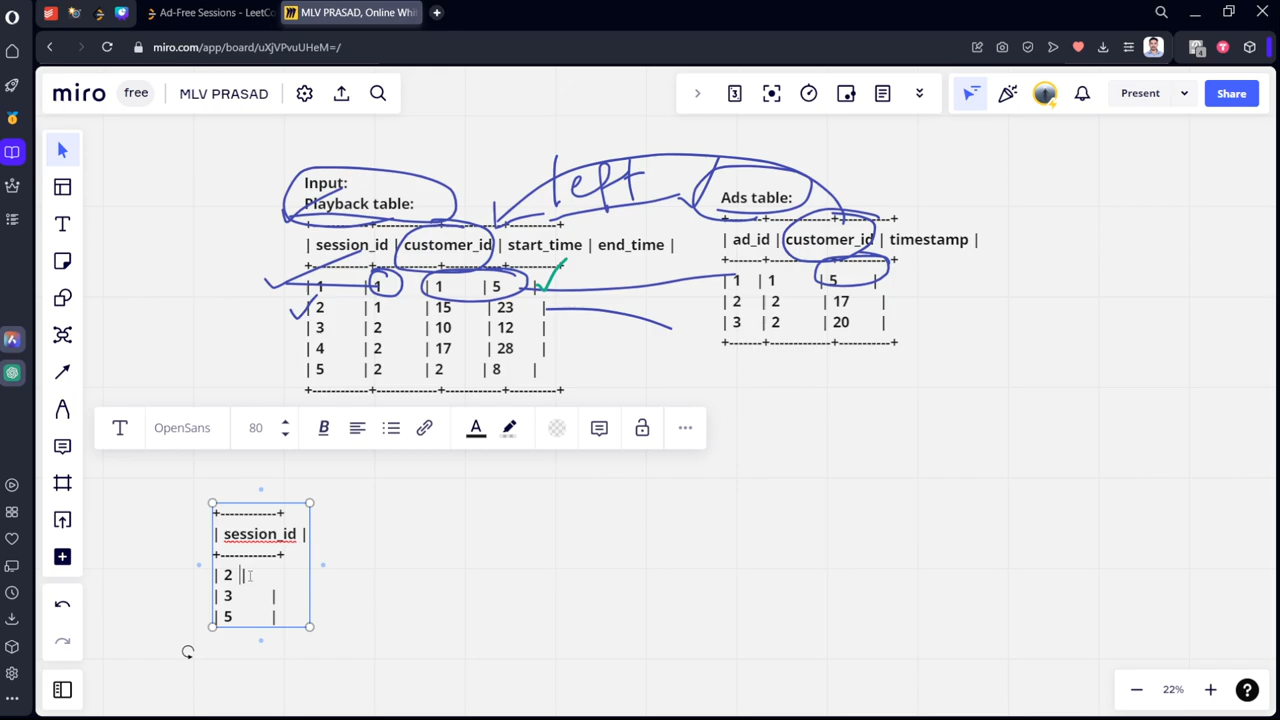 Ad-Free Sessions - LeetCo
MLV PRASAD, Online Whi
miro.com/app/board/uXjVPvuUHeM=/
miro free MLV PRASAD
3
Present
Share
Input:
Playback table:
+------------+-------------+------------+----------+
| session_id | customer_id | start_time | end_time |
+------------+-------------+------------+----------+
| 1 | 1 | 1 | 5 |
| 2 | 1 | 15 | 23 |
| 3 | 2 | 10 | 12 |
| 4 | 2 | 17 | 28 |
| 5 | 2 | 2 | 8 |
+------------+-------------+------------+----------+
left
Ads table:
+-------+-------------+-----------+
| ad_id | customer_id | timestamp |
+-------+-------------+-----------+
| 1 | 1 | 5 |
| 2 | 2 | 17 |
| 3 | 2 | 20 |
+-------+-------------+-----------+
OpenSans 80 B A
+------------+
| session_id |
+------------+
| 2 |
| 3 |
| 5 |
22%